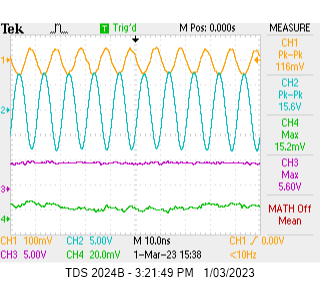 Tek Trig'd M Pos: 0.000s MEASURE
CH1
Pk-Pk
116mV
CH2
Pk-Pk
15.6V
CH4
Max
15.2mV
CH3
Max
5.60V
MATH Off
Mean
1
2
3
4
CH1 100mV CH2 5.00V M 10.0ns CH1 / 0.00V
CH3 5.00V CH4 20.0mV 1-Mar-23 15:38 <10Hz
TDS 2024B - 3:21:49 PM 1/03/2023